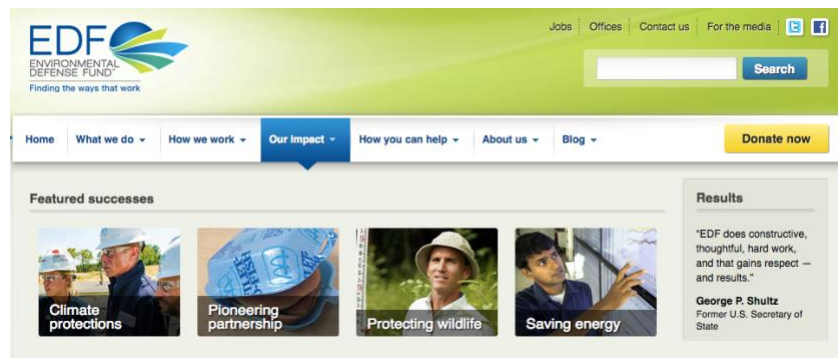 Jobs Offices Contact us For the media
EDF
ENVIRONMENTAL
DEFENSE FUND™
Finding the ways that work
Search
Home What we do How we work Our Impact How you can help About us Blog Donate now
Featured successes
Climate
protections
Pioneering
partnership
Protecting wildlife
Saving energy
Results
"EDF does constructive,
thoughtful, hard work,
and that gains respect —
and results."
George P. Shultz
Former U.S. Secretary of
State